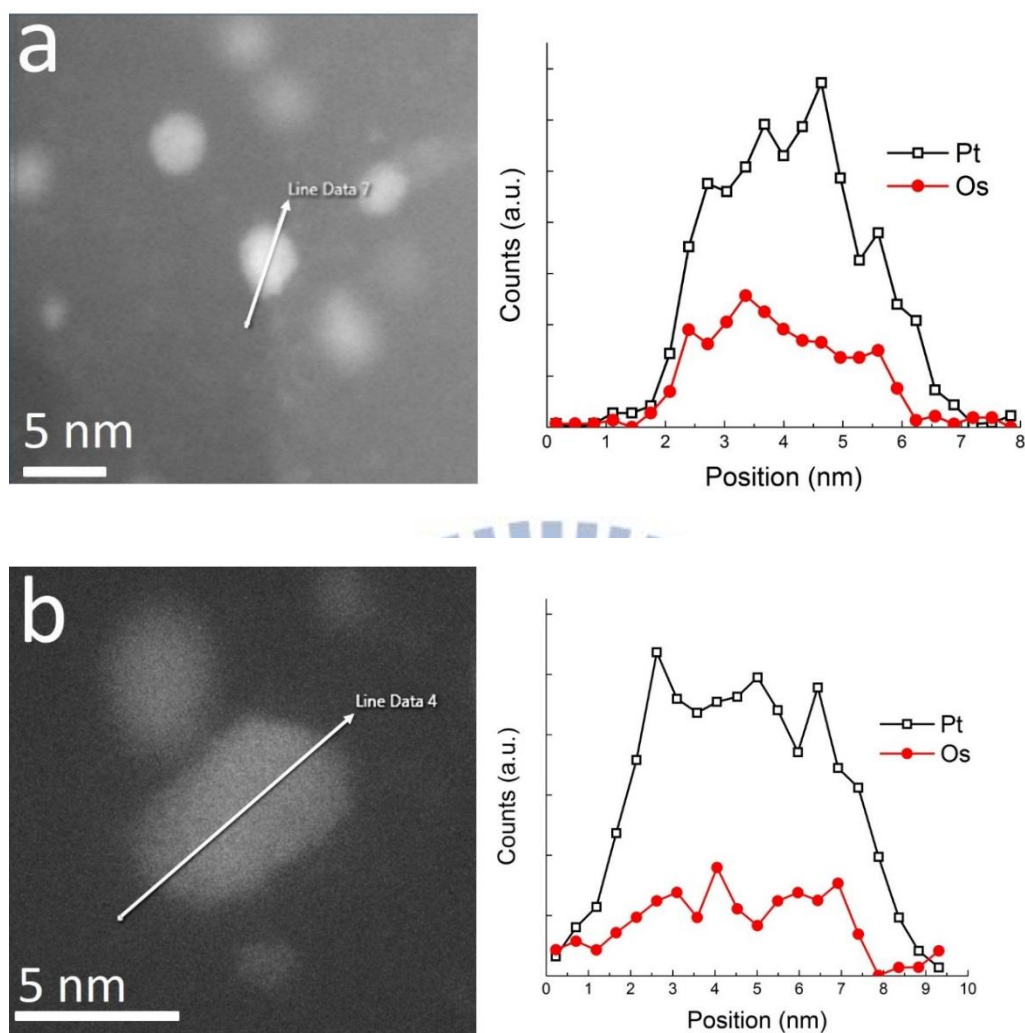 a
Line Data 7
5 nm
Counts (a.u.)
Pt
Os
0 1 2 3 4 5 6 7 8
Position (nm)
b
Line Data 4
5 nm
Counts (a.u.)
Pt
Os
0 1 2 3 4 5 6 7 8 9 10
Position (nm)